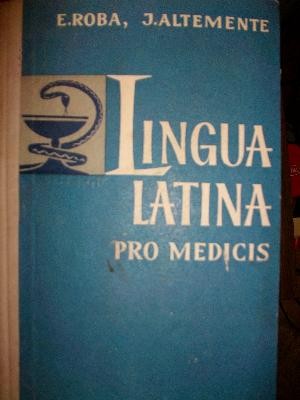 E.ROBA, J.ALTEMENTE
LINGUA
LATINA
PRO MEDICIS